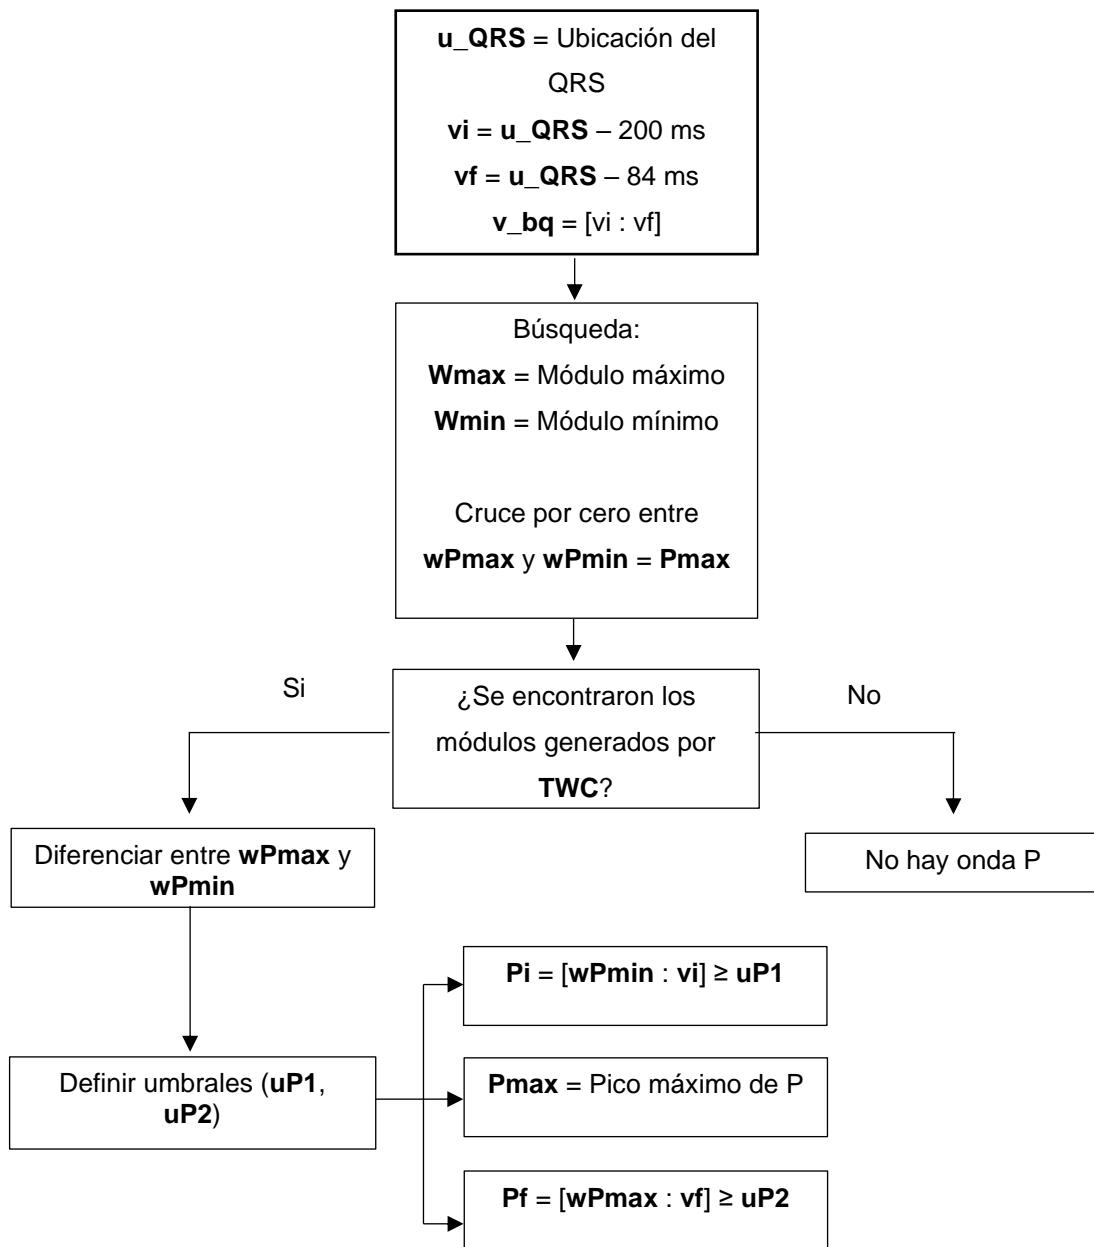 u_QRS = Ubicación del
QRS
vi = u_QRS – 200 ms
vf = u_QRS – 84 ms
v_bq = [vi : vf]
Búsqueda:
Wmax = Módulo máximo
Wmin = Módulo mínimo
Cruce por cero entre
wPmax y wPmin = Pmax
Si
¿Se encontraron los
módulos generados por
TWC?
No
Diferenciar entre wPmax y
wPmin
No hay onda P
Pi = [wPmin : vi] ≥ uP1
Definir umbrales (uP1,
uP2)
Pmax = Pico máximo de P
Pf = [wPmax : vf] ≥ uP2